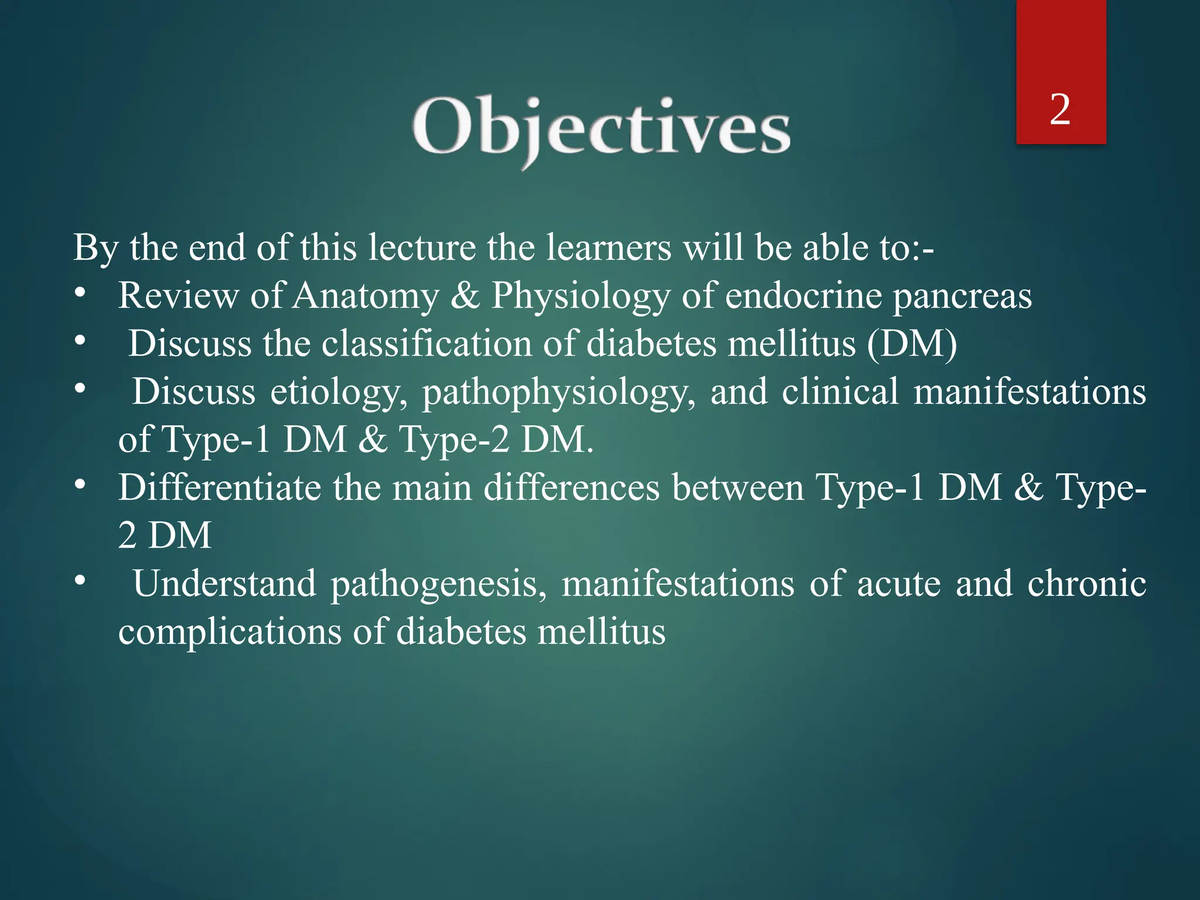 2
Objectives
By the end of this lecture the learners will be able to:-
• Review of Anatomy & Physiology of endocrine pancreas
• Discuss the classification of diabetes mellitus (DM)
• Discuss etiology, pathophysiology, and clinical manifestations
of Type-1 DM & Type-2 DM.
• Differentiate the main differences between Type-1 DM & Type-
2 DM
• Understand pathogenesis, manifestations of acute and chronic
complications of diabetes mellitus